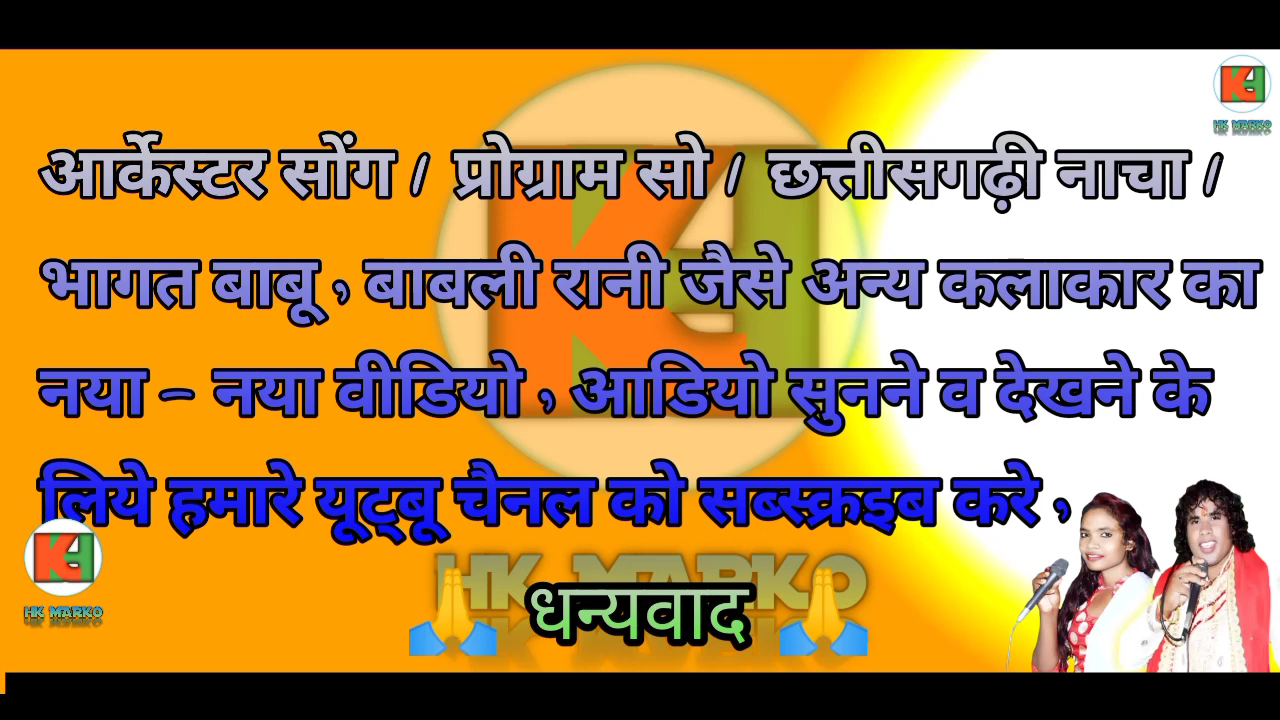 HK MARKO
आर्केस्टर सोंग / प्रोग्राम सो / छत्तीसगढ़ी नाचा /
भागत बाबू , बाबली रानी जैसे अन्य कलाकार का
नया - नया वीडियो , आडियो सुनने व देखने के
लिये हमारे यूट्बू चैनल को सब्स्क्रइब करे ,
HK MARKO
HK MARKO
धन्यवाद